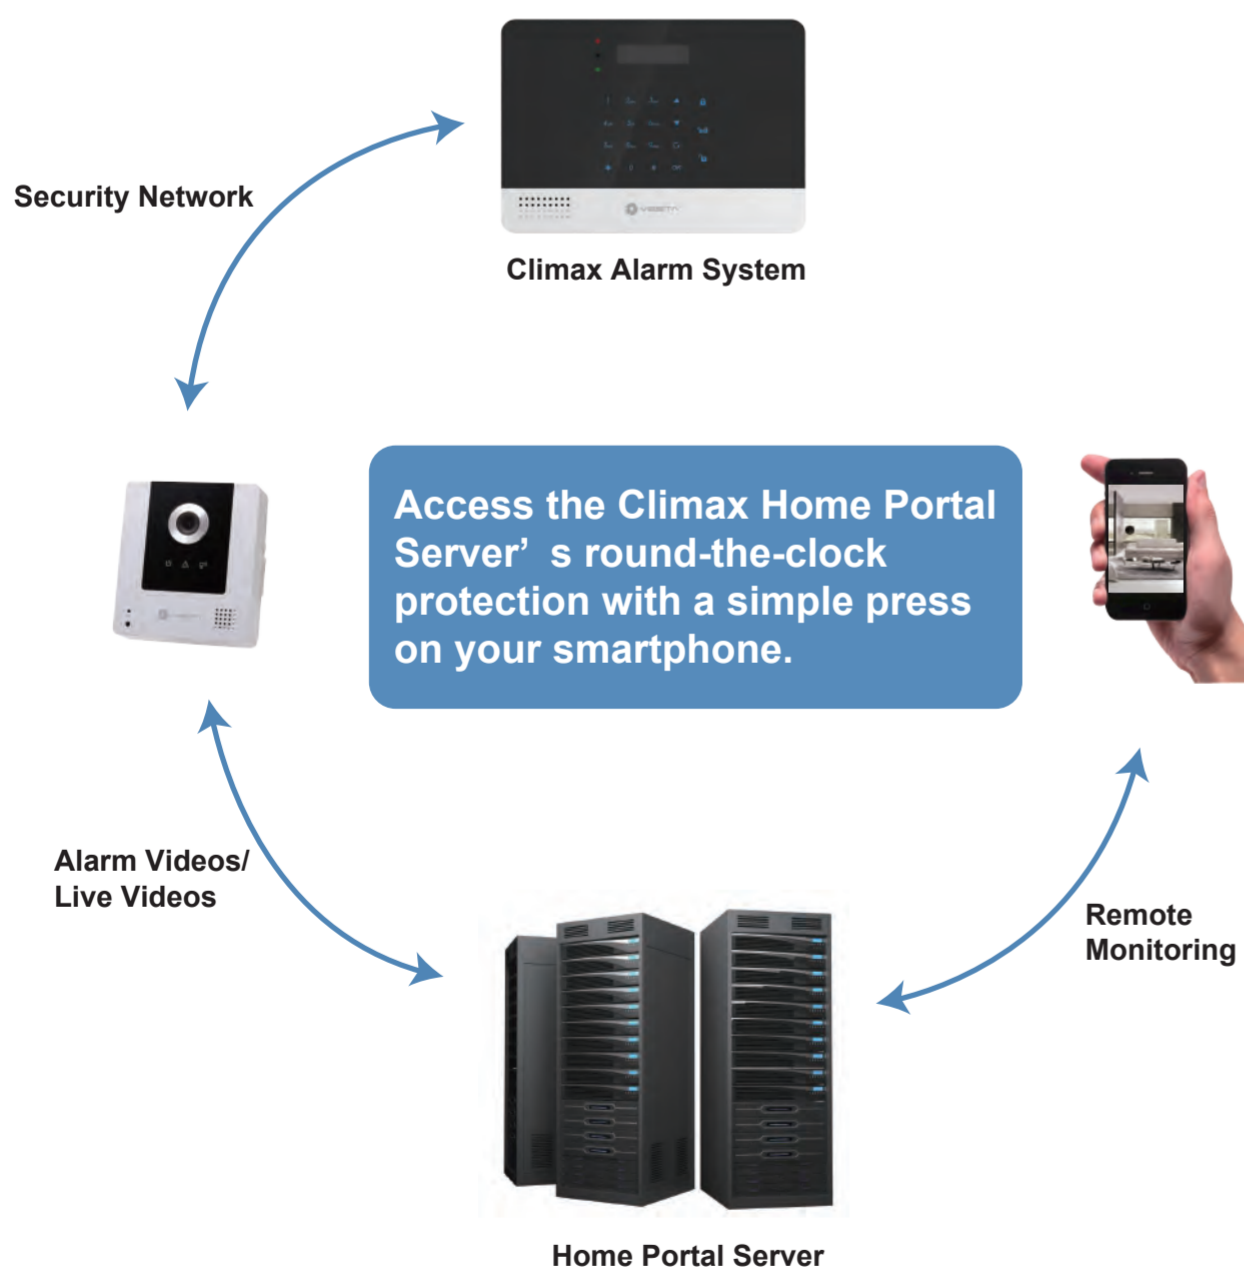 Security Network
Climax Alarm System
Access the Climax Home Portal
Server’ s round-the-clock
protection with a simple press
on your smartphone.
Alarm Videos/
Live Videos
Remote
Monitoring
Home Portal Server